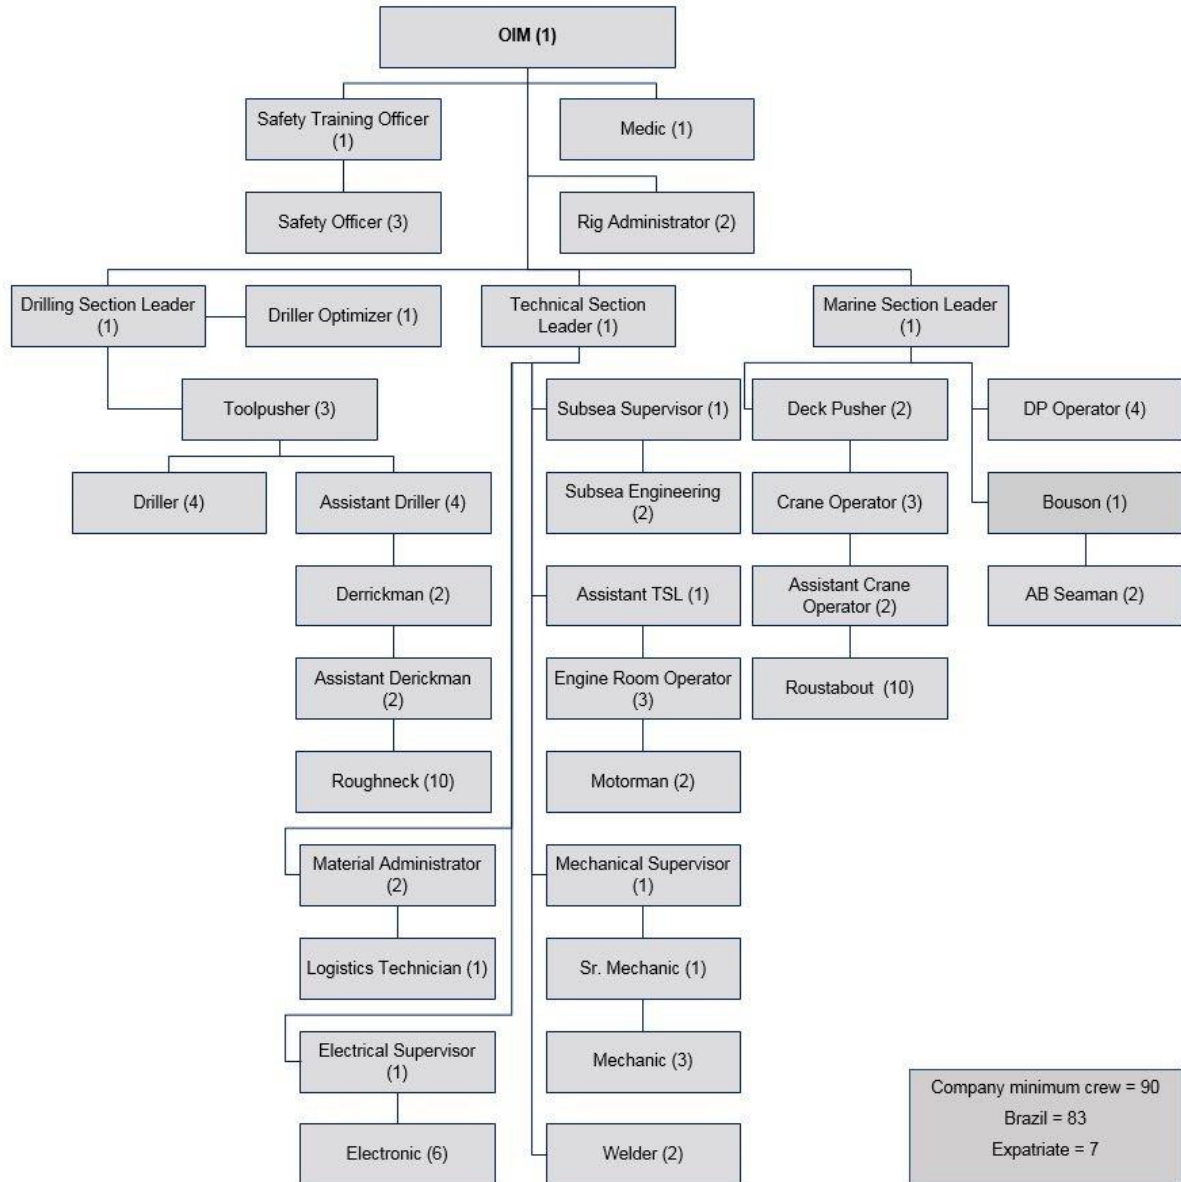 OIM (1)
Safety Training Officer
(1)
Medic (1)
Safety Officer (3)
Rig Administrator (2)
Drilling Section Leader
(1)
Driller Optimizer (1)
Technical Section
Leader (1)
Marine Section Leader
(1)
Toolpusher (3)
Subsea Supervisor (1)
Deck Pusher (2)
DP Operator (4)
Driller (4)
Assistant Driller (4)
Subsea Engineering
(2)
Crane Operator (3)
Bouson (1)
Derrickman (2)
Assistant TSL (1)
Assistant Crane
Operator (2)
AB Seaman (2)
Assistant Derickman
(2)
Engine Room Operator
(3)
Roustabout (10)
Roughneck (10)
Motorman (2)
Material Administrator
(2)
Mechanical Supervisor
(1)
Logistics Technician (1)
Sr. Mechanic (1)
Electrical Supervisor
(1)
Mechanic (3)
Electronic (6)
Welder (2)
Company minimum crew = 90
Brazil = 83
Expatriate = 7